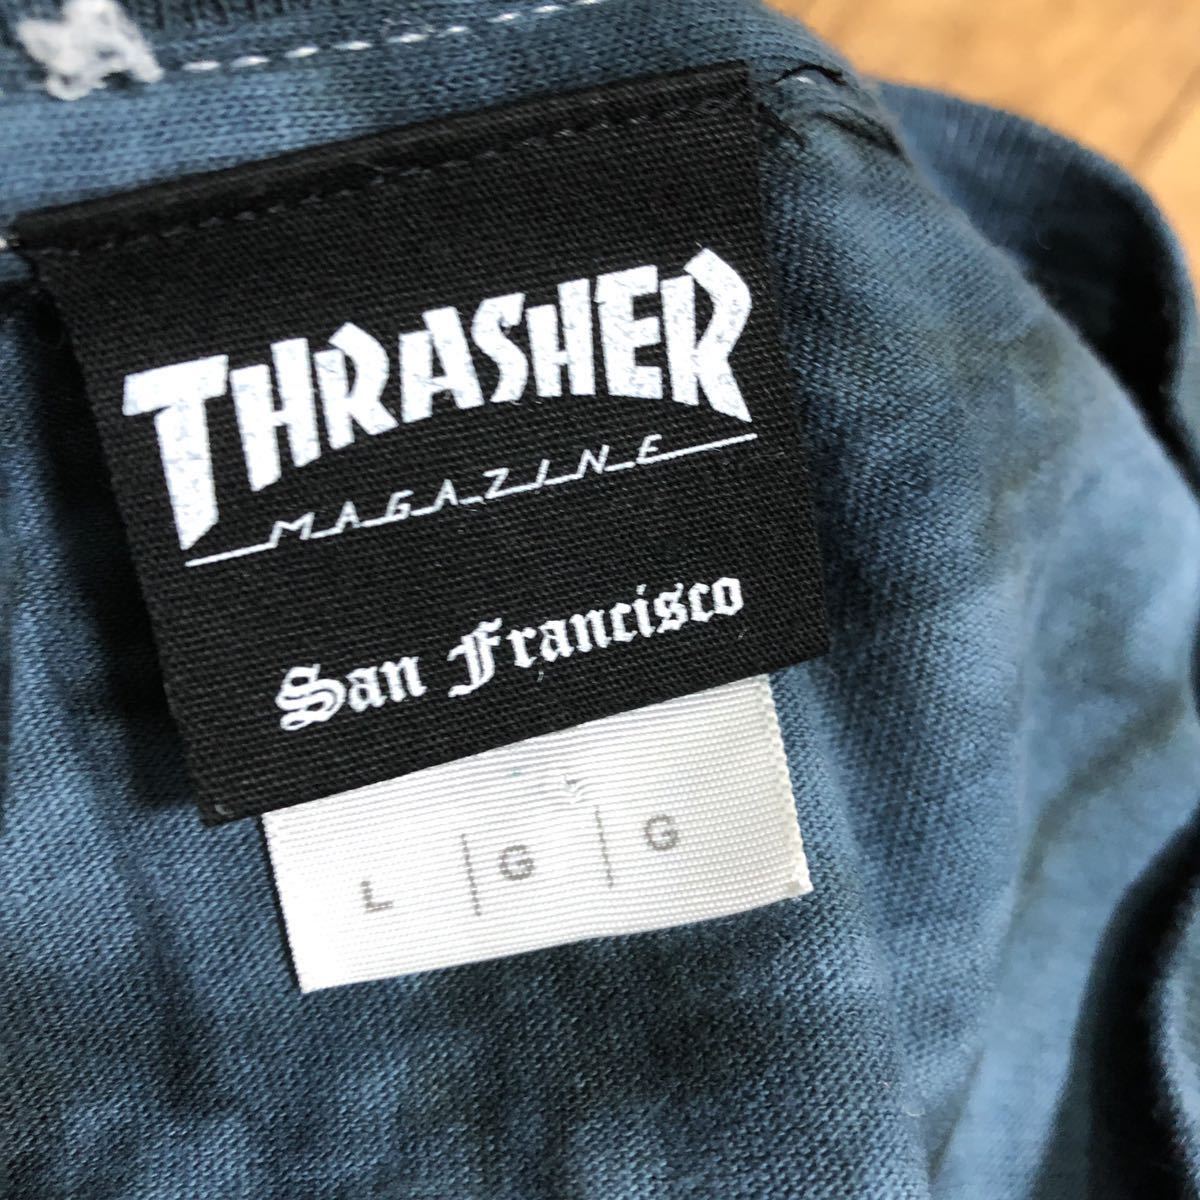 THRASHER
MAGAZINE
San Francisco
L | G | G